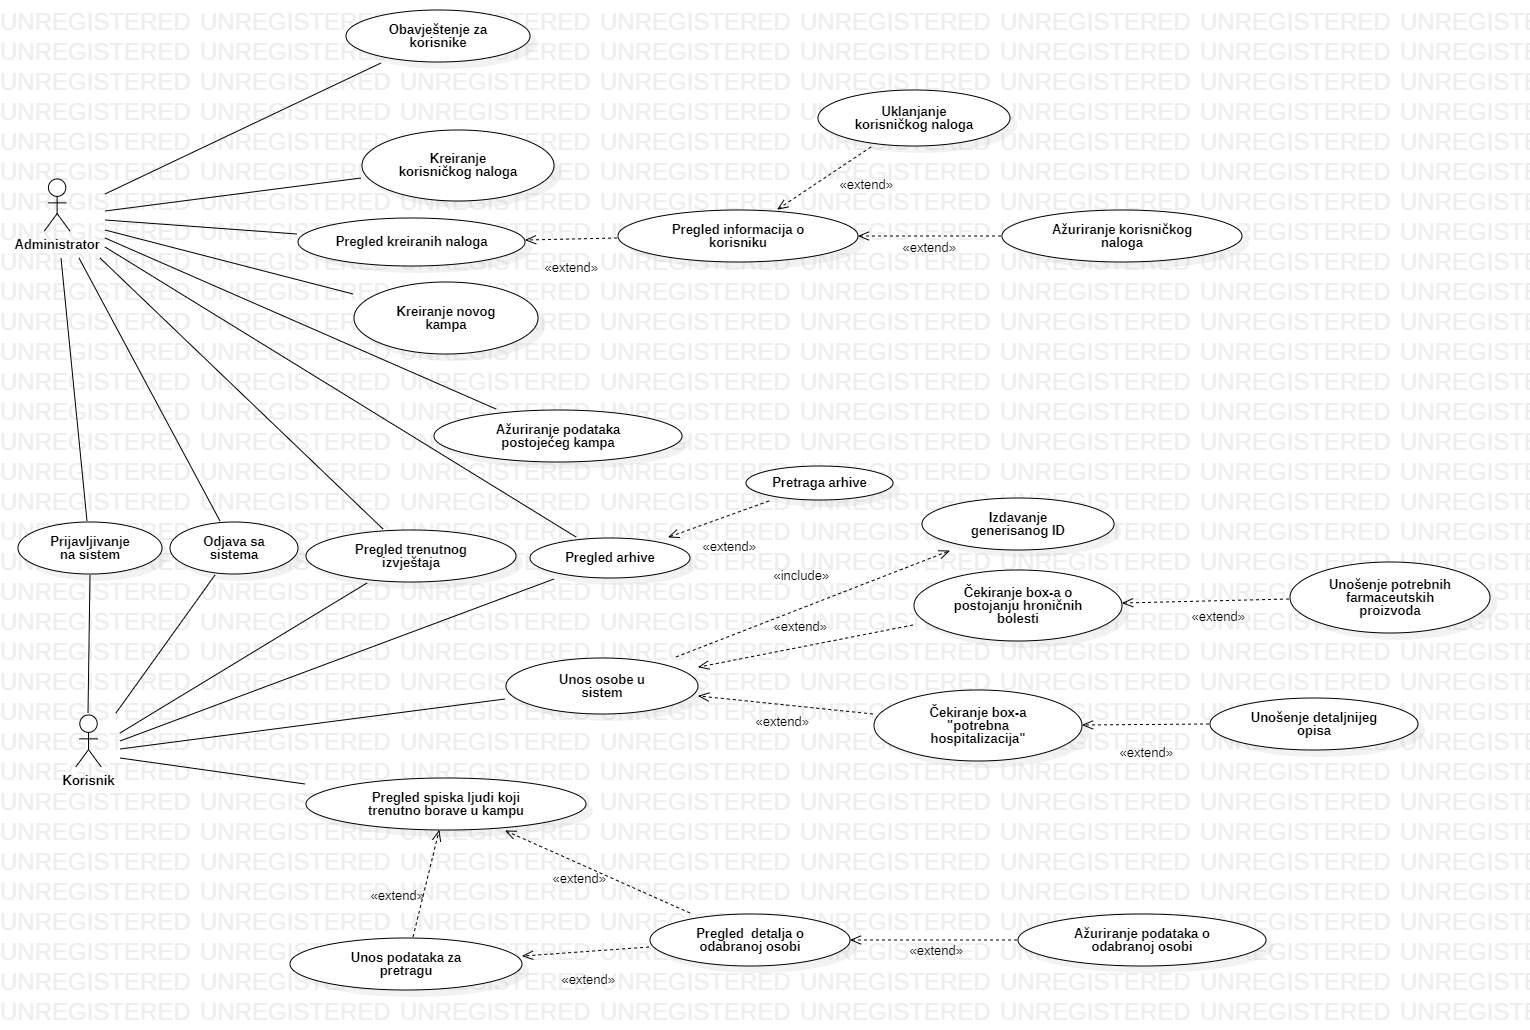 Obavještenje za
korisnike
Uklanjanje
korisničkog naloga
Kreiranje
korisničkog naloga
«extend»
Administrator
Pregled kreiranih naloga
«extend»
Pregled informacija o
korisniku
«extend»
Ažuriranje korisničkog
naloga
Kreiranje novog
kampa
Ažuriranje podataka
postojećeg kampa
Pretraga arhive
«extend»
Izdavanje
generisanog ID
Prijavljivanje
na sistem
Odjava sa
sistema
Pregled trenutnog
izvještaja
Pregled arhive
«include»
Čekiranje box-a o
postojanju hroničnih
bolesti
«extend»
Unošenje potrebnih
farmaceutskih
proizvoda
«extend»
Unos osobe u
sistem
«extend»
Čekiranje box-a
"potrebna
hospitalizacija"
«extend»
Unošenje detaljnijeg
opisa
Korisnik
Pregled spiska ljudi koji
trenutno borave u kampu
«extend»
«extend»
Unos podataka za
pretragu
«extend»
Pregled  detalja o
odabranoj osobi
«extend»
Ažuriranje podataka o
odabranoj osobi
UNREGISTERED